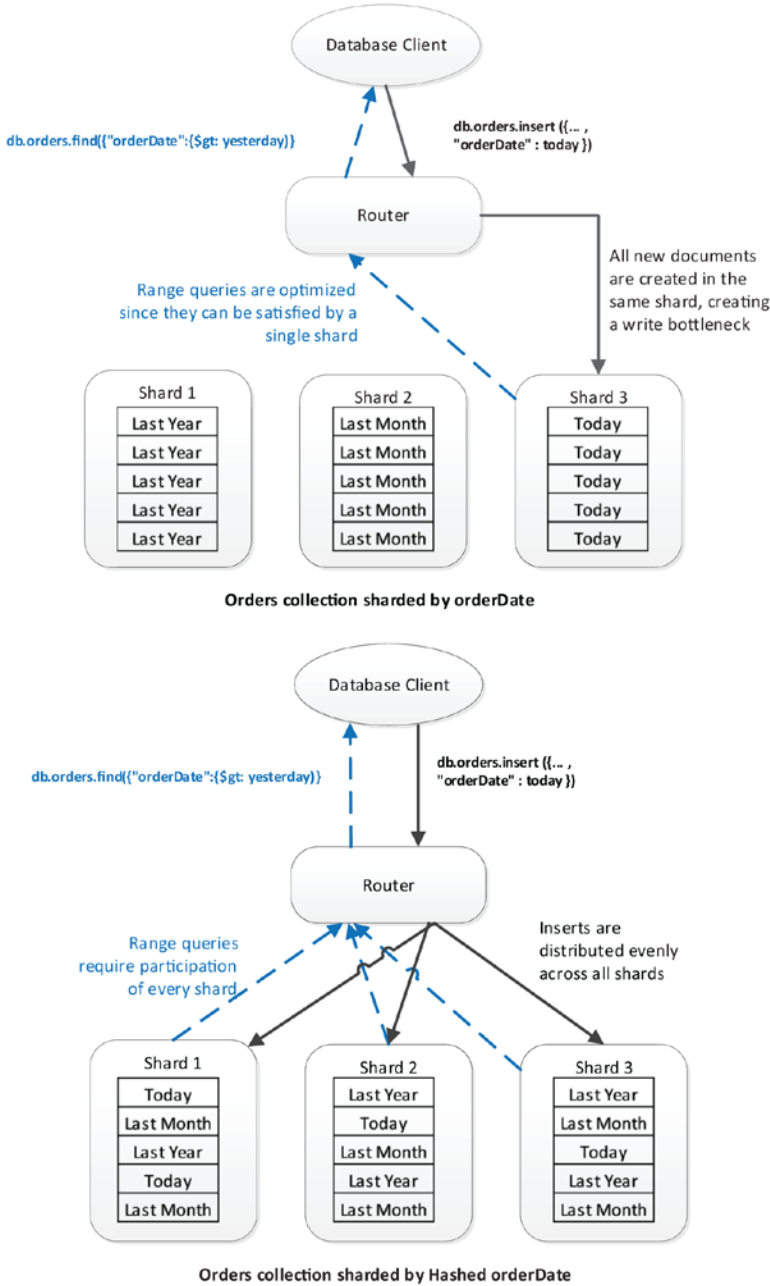 Database Client
db.orders.find({"orderDate":{$gt: yesterday)}
db.orders.insert ({... ,
"orderDate" : today })
Router
Range queries are optimized
since they can be satisfied by a
single shard
All new documents
are created in the
same shard, creating
a write bottleneck
Shard 1
Last Year
Last Year
Last Year
Last Year
Last Year
Shard 2
Last Month
Last Month
Last Month
Last Month
Last Month
Shard 3
Today
Today
Today
Today
Today
Orders collection sharded by orderDate
Database Client
db.orders.find({"orderDate":{$gt: yesterday)}
db.orders.insert ({... ,
"orderDate" : today })
Router
Range queries
require participation
of every shard
Inserts are
distributed evenly
across all shards
Shard 1
Today
Last Month
Last Year
Today
Last Month
Shard 2
Last Year
Today
Last Month
Last Year
Last Month
Shard 3
Last Year
Last Month
Today
Last Year
Last Month
Orders collection sharded by Hashed orderDate